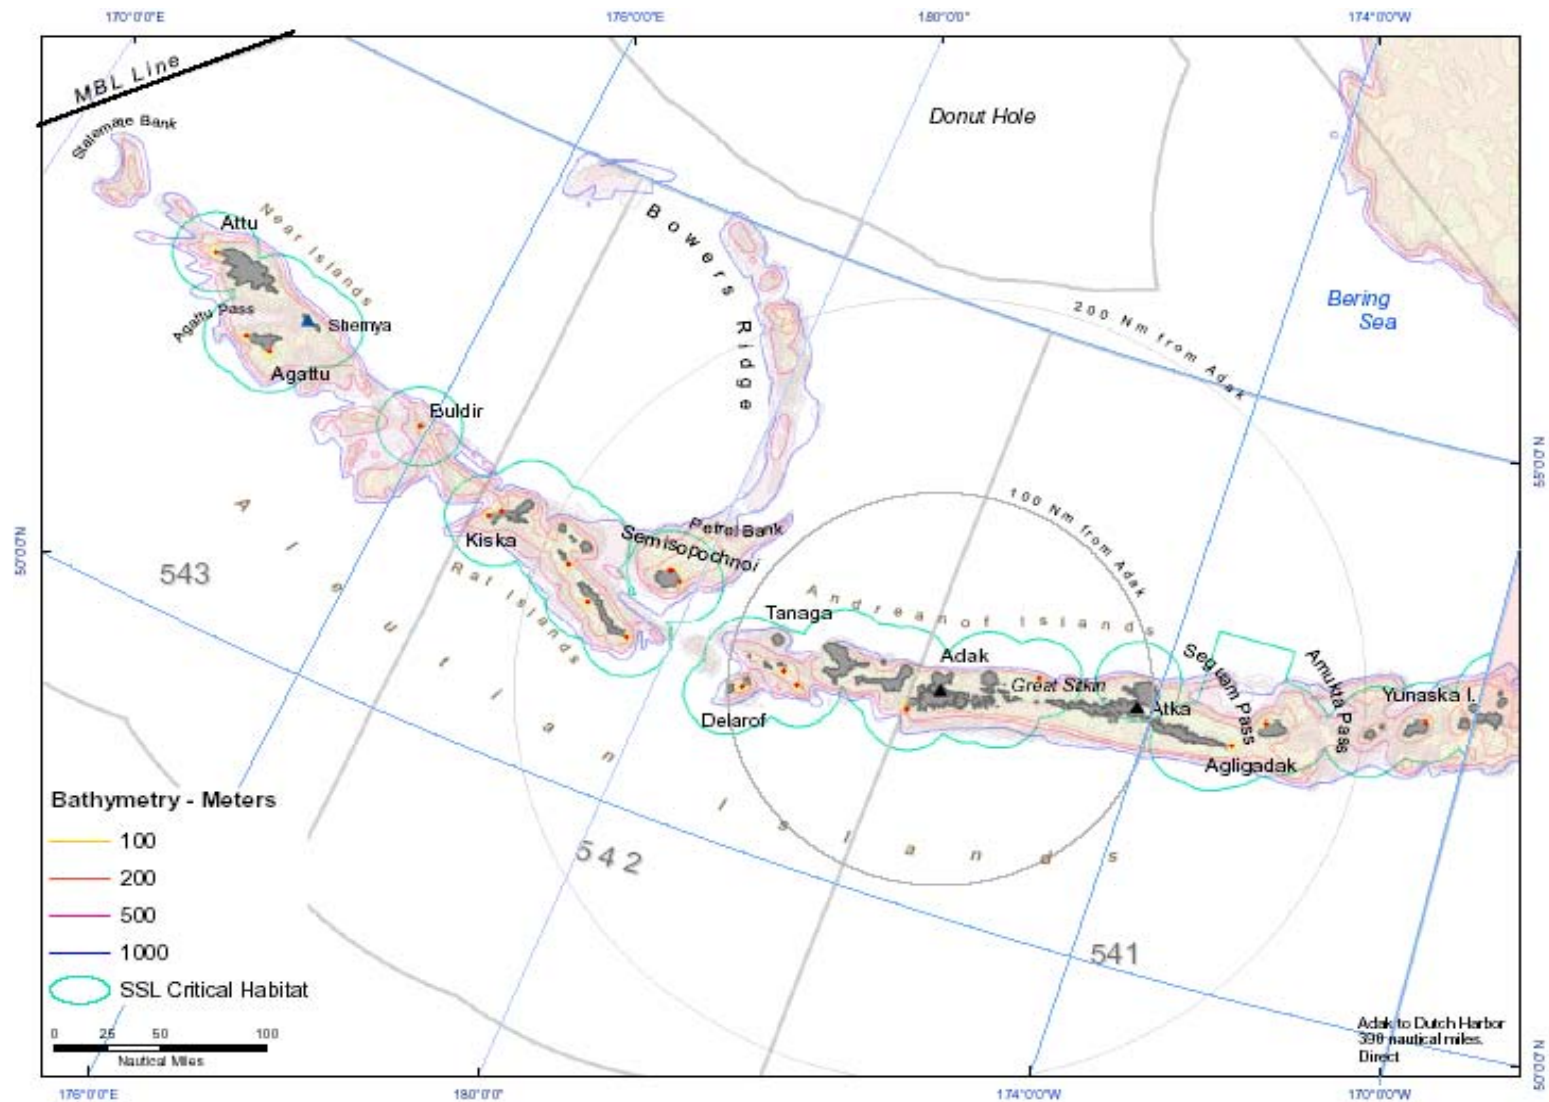 170°0'0"E
176°0'0"E
180°0'0"
174°0'0"W
MBL Line
Donut Hole
Stalemate Bank
Attu
Near Islands
Bowers Ridge
200 Nm from Adak
Bering
Sea
Agattu Pass
Shemya
Agattu
Buldir
55°0'0"N
100 Nm from Adak
Kiska
Petrel Bank
Semisopochnoi
50°0'0"N
543
Rat Islands
Aleutian Islands
Andreanof Islands
Tanaga
Adak
Great Sitkin
Seguam Pass
Amukta Pass
Yunaska I.
Atka
Delarof
Agligadak
Bathymetry - Meters
100
200
500
1000
SSL Critical Habitat
542
541
0 25 50 100
Nautical Miles
Adak to Dutch Harbor
390 nautical miles.
Direct
50°0'0"N
176°0'0"E
180°0'0"
174°0'0"W
170°0'0"W